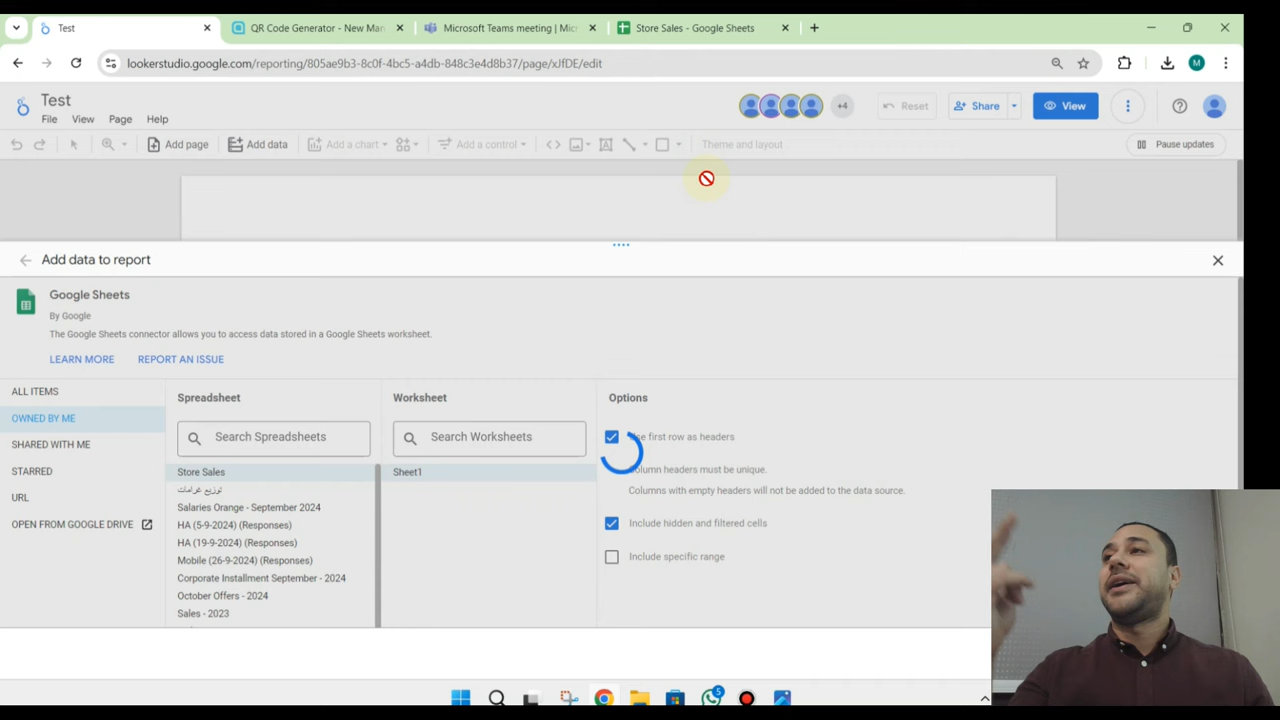 Test
QR Code Generator - New Man
Microsoft Teams meeting | Micr
Store Sales - Google Sheets
lookerstudio.google.com/reporting/805ae9b3-8c0f-4bc5-a4db-848c3e4d8b37/page/xJfDE/edit
Test
File View Page Help
+4
Reset
Share
View
Add page
Add data
Add a chart
Add a control
Theme and layout
Pause updates
Add data to report
Google Sheets
By Google
The Google Sheets connector allows you to access data stored in a Google Sheets worksheet.
LEARN MORE REPORT AN ISSUE
ALL ITEMS
OWNED BY ME
SHARED WITH ME
STARRED
URL
OPEN FROM GOOGLE DRIVE
Spreadsheet
Search Spreadsheets
Store Sales
توزيع غرامات
Salaries Orange - September 2024
HA (5-9-2024) (Responses)
HA (19-9-2024) (Responses)
Mobile (26-9-2024) (Responses)
Corporate Installment September - 2024
October Offers - 2024
Sales - 2023
Worksheet
Search Worksheets
Sheet1
Options
Use first row as headers
Column headers must be unique.
Columns with empty headers will not be added to the data source.
Include hidden and filtered cells
Include specific range
M
5